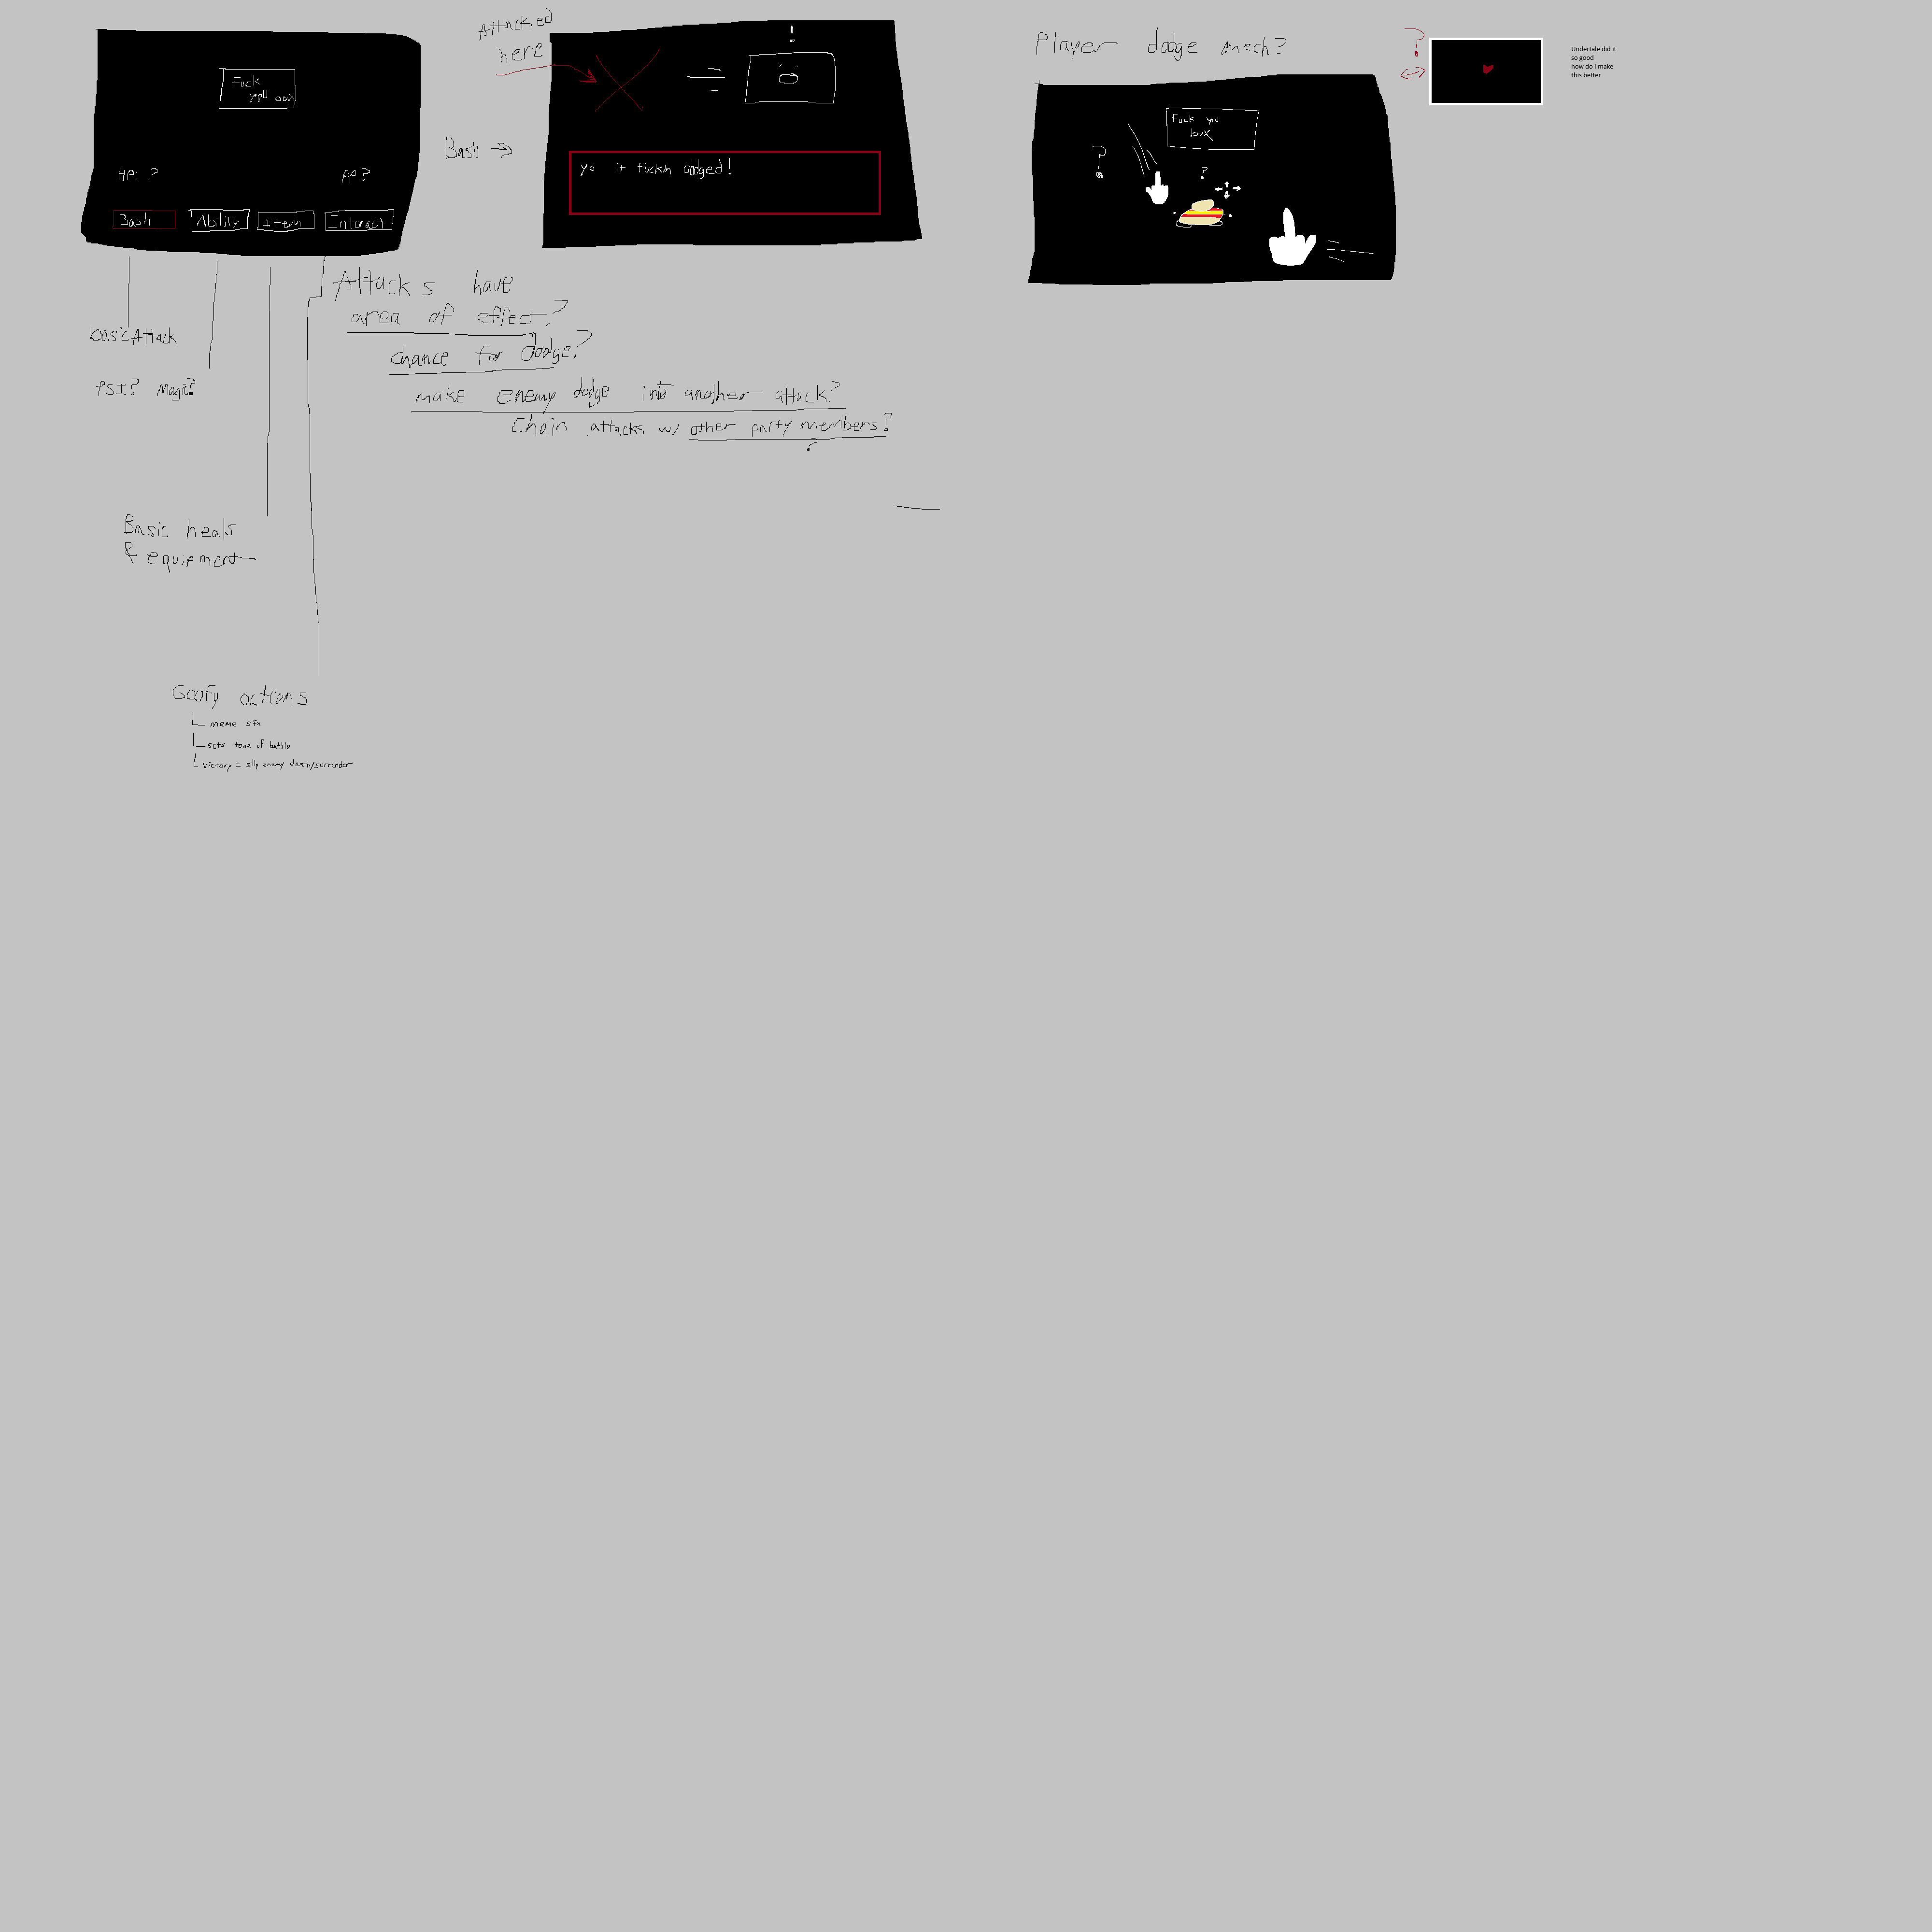 Fuck
you box
HP: ?
PP ?
Bash
Ability
Item
Interact
basic Attack
PSI? Magic?
Basic heals
& equipment
Goofy actions
meme sfx
sets tone of battle
victory = silly enemy death/surrender
Attacked
here
Bash →
!
yo it fuckin dodged!
Attacks have
area of effect?
chance for dodge?
make enemy dodge into another attack?
Chain attacks w/ other party members?
?
Player dodge mech?
Fuck you
box
?
?
?
Undertale did it
so good
how do I make
this better